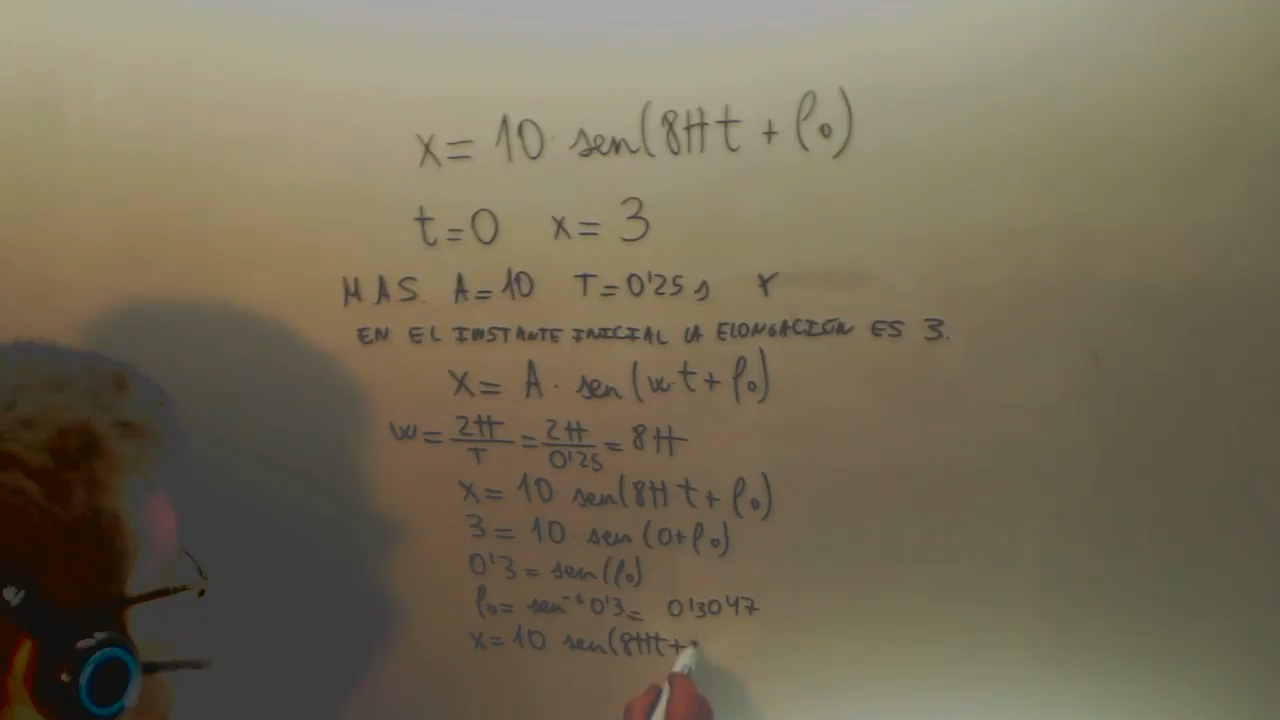 x = 10 · sen(8πt + φ₀)
t = 0 x = 3
M A S. A = 10 T = 0'25 s Y
EN EL INSTANTE INICIAL LA ELONGACIÓN ES 3.
x = A · sen(w·t + φ₀)
w = 2π/T = 2π/0'25 = 8π
x = 10 sen(8π·t + φ₀)
3 = 10 · sen(0 + φ₀)
0'3 = sen(φ₀)
φ₀ = sen⁻¹ 0'3 = 0'3047
x = 10 sen(8πt +